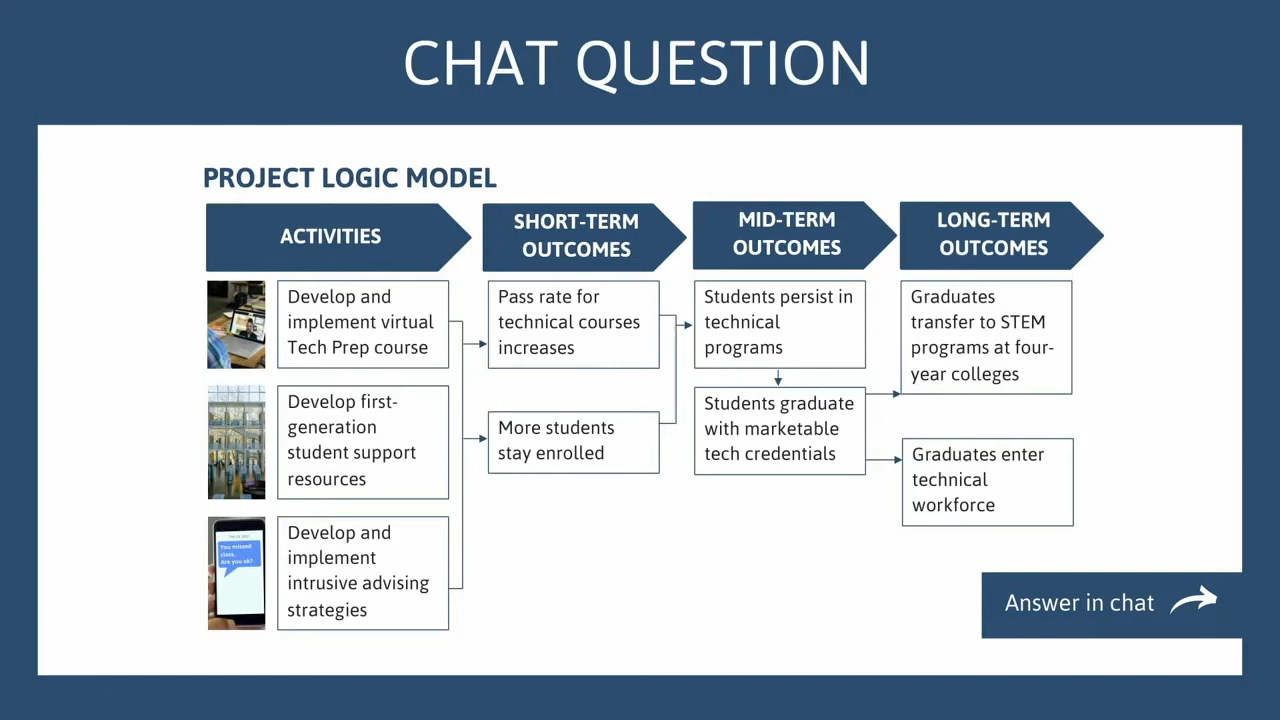 CHAT QUESTION
PROJECT LOGIC MODEL
ACTIVITIES
SHORT-TERM
OUTCOMES
MID-TERM
OUTCOMES
LONG-TERM
OUTCOMES
Develop and
implement virtual
Tech Prep course
Develop first-
generation
student support
resources
You missed
class.
Are you ok?
Develop and
implement
intrusive advising
strategies
Pass rate for
technical courses
increases
More students
stay enrolled
Students persist in
technical
programs
Students graduate
with marketable
tech credentials
Graduates
transfer to STEM
programs at four-
year colleges
Graduates enter
technical
workforce
Answer in chat